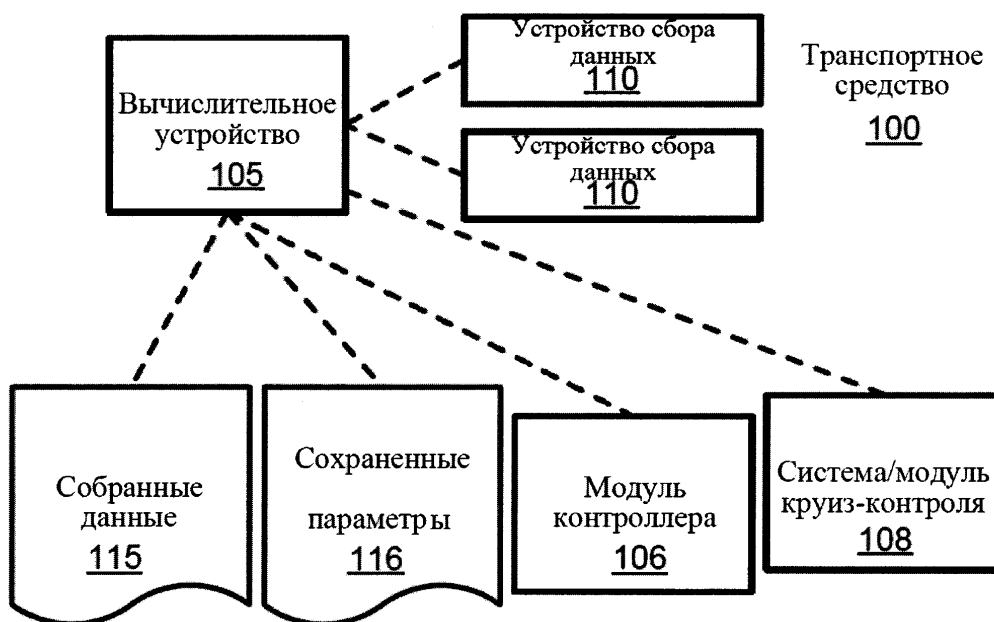 Вычислительное
устройство
105
Устройство сбора
данных
110
Устройство сбора
данных
110
Транспортное
средство
100
Собранные
данные
115
Сохраненные
параметры
116
Модуль
контроллера
106
Система/модуль
круиз-контроля
108